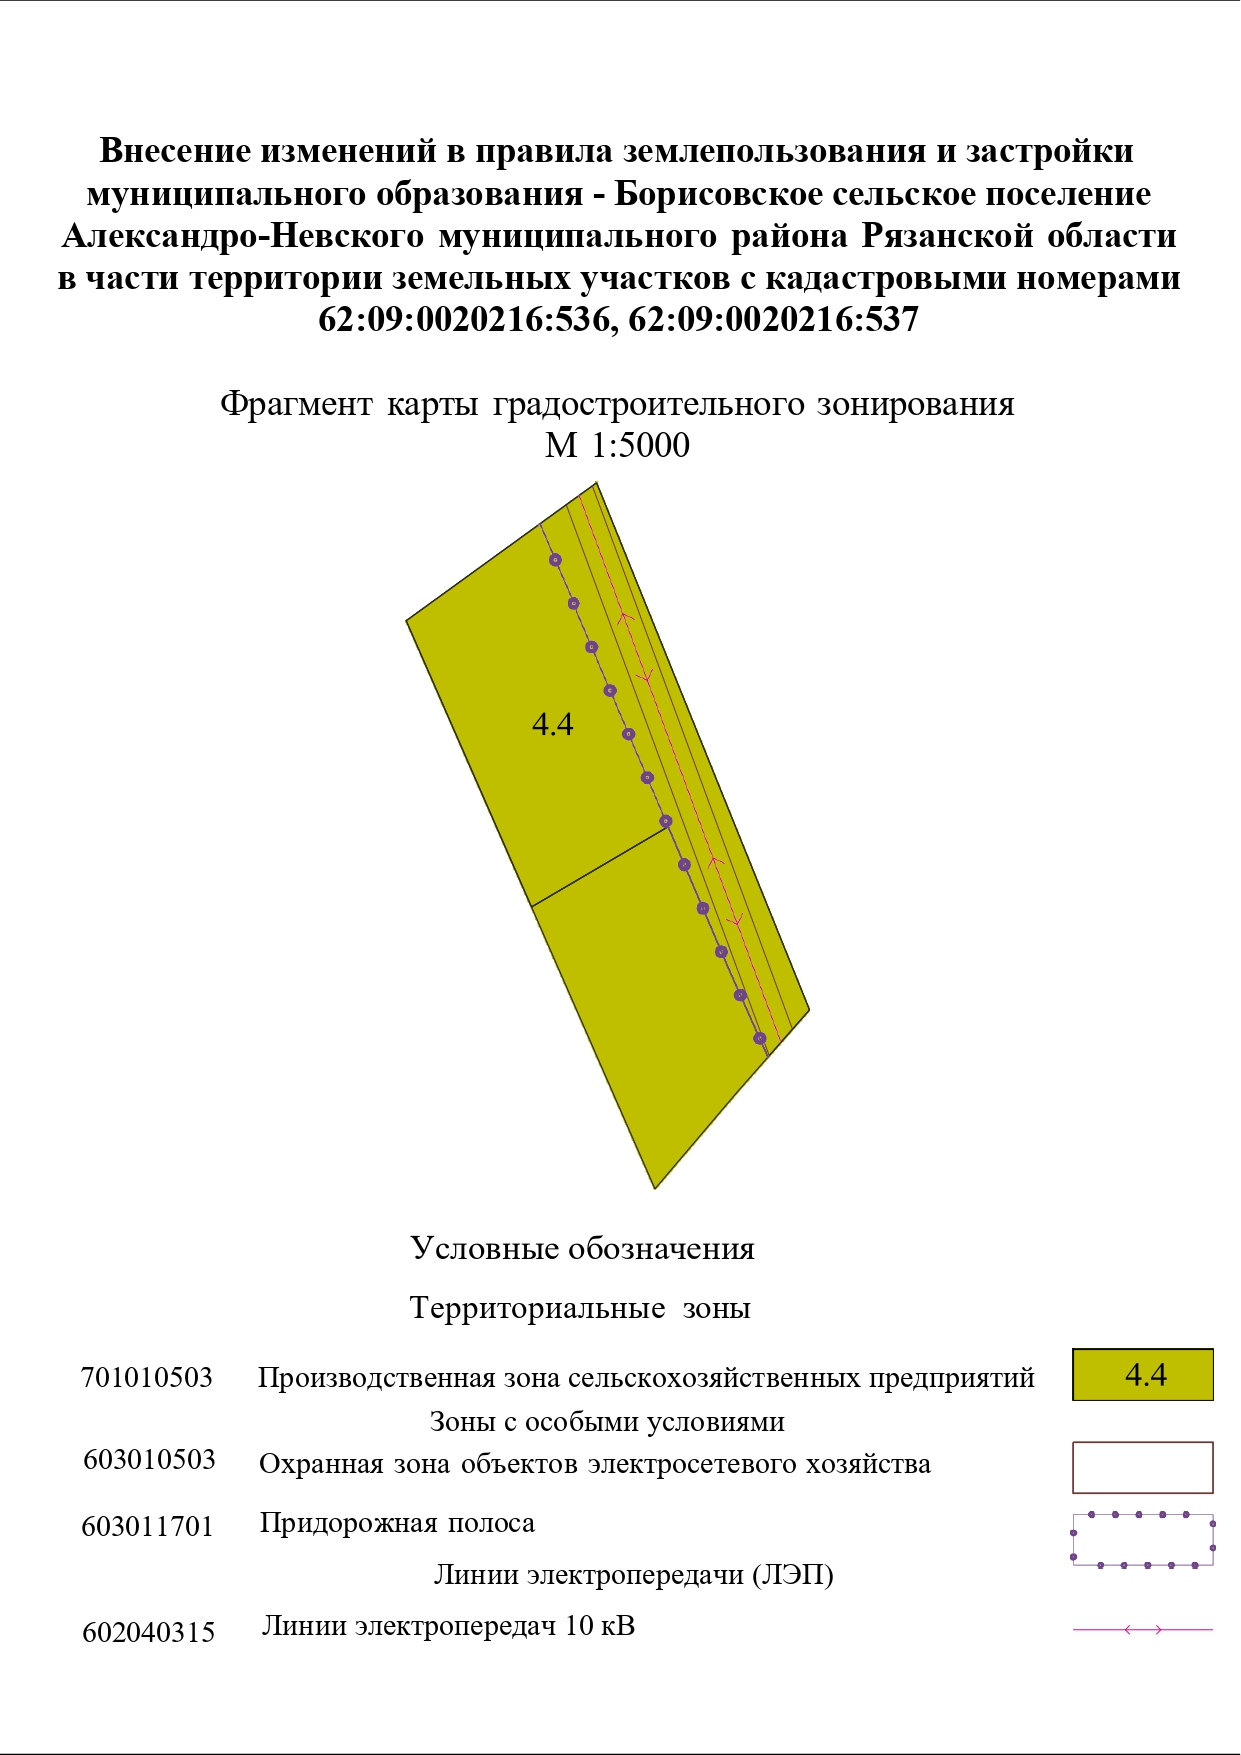 Внесение изменений в правила землепользования и застройки
муниципального образования - Борисовское сельское поселение
Александро-Невского муниципального района Рязанской области
в части территории земельных участков с кадастровыми номерами
62:09:0020216:536, 62:09:0020216:537
Фрагмент карты градостроительного зонирования
М 1:5000
4.4
Условные обозначения
Территориальные зоны
701010503 Производственная зона сельскохозяйственных предприятий 4.4
Зоны с особыми условиями
603010503 Охранная зона объектов электросетевого хозяйства
603011701 Придорожная полоса
Линии электропередачи (ЛЭП)
602040315 Линии электропередач 10 кВ